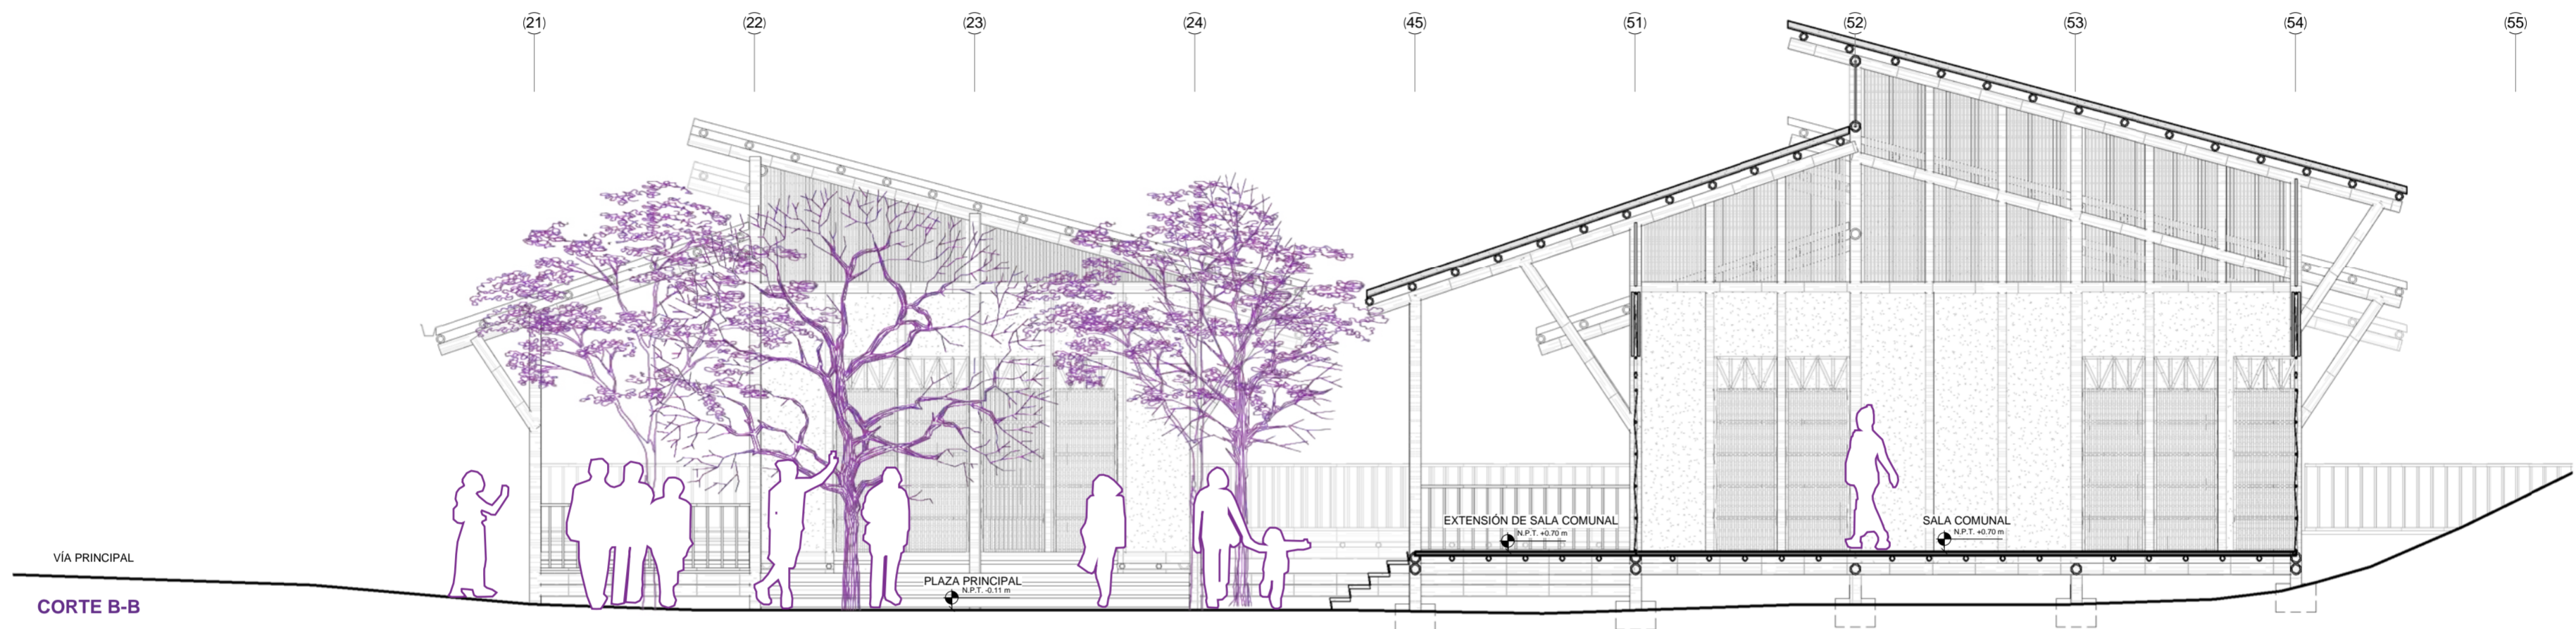 (21) (22) (23) (24) (45) (51) (52) (53) (54) (55)
EXTENSIÓN DE SALA COMUNAL
N.P.T. +0.70 m
SALA COMUNAL
N.P.T. +0.70 m
VÍA PRINCIPAL
PLAZA PRINCIPAL
N.P.T. -0.11 m
CORTE B-B